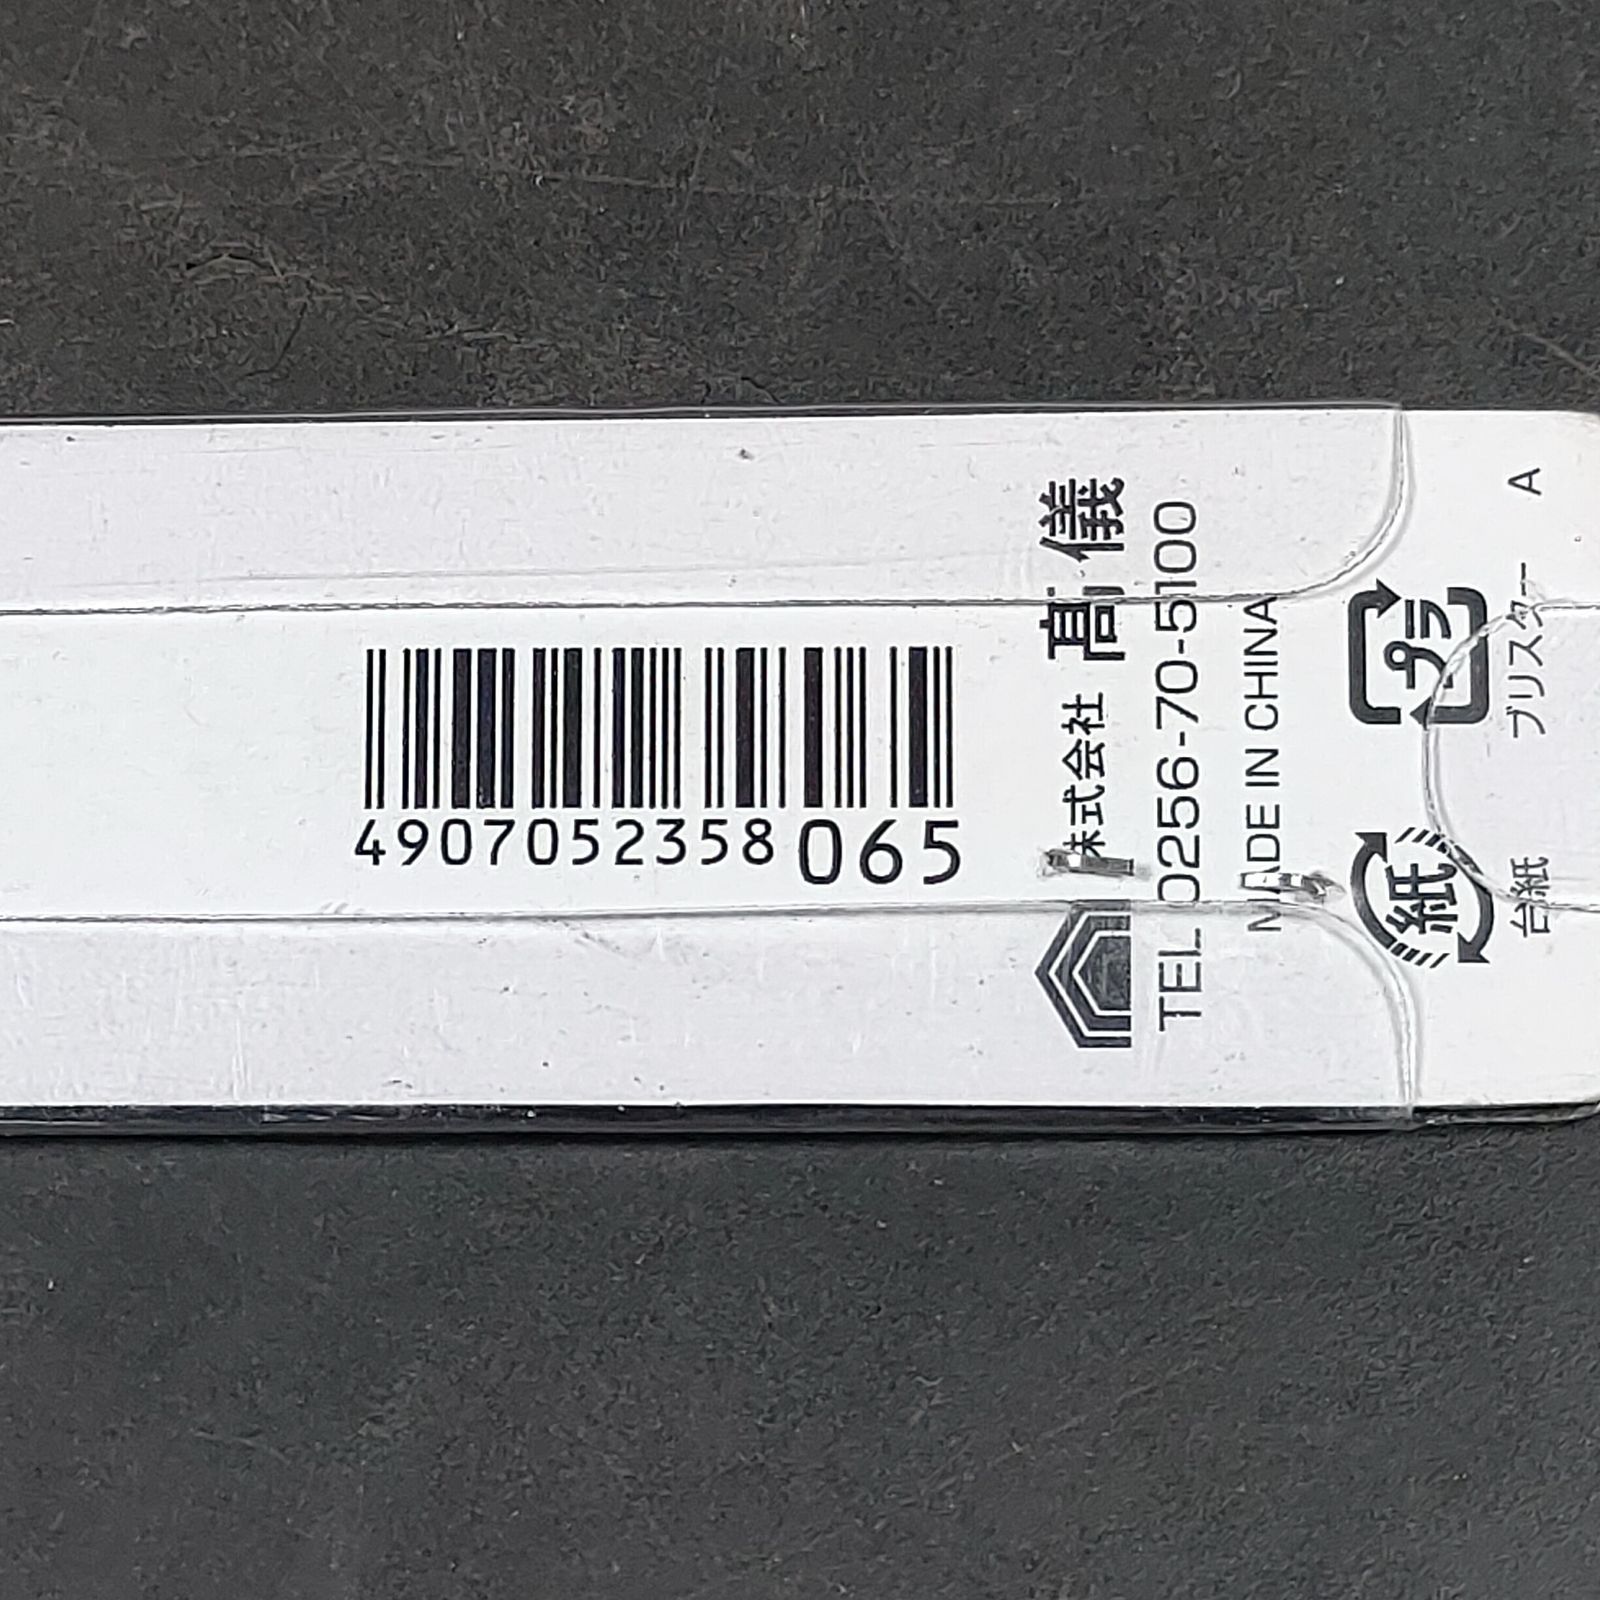 4907052358065
株式会社 髙儀
TEL 0256-70-5100
MADE IN CHINA
プラ
紙
ブリスター
台紙
A